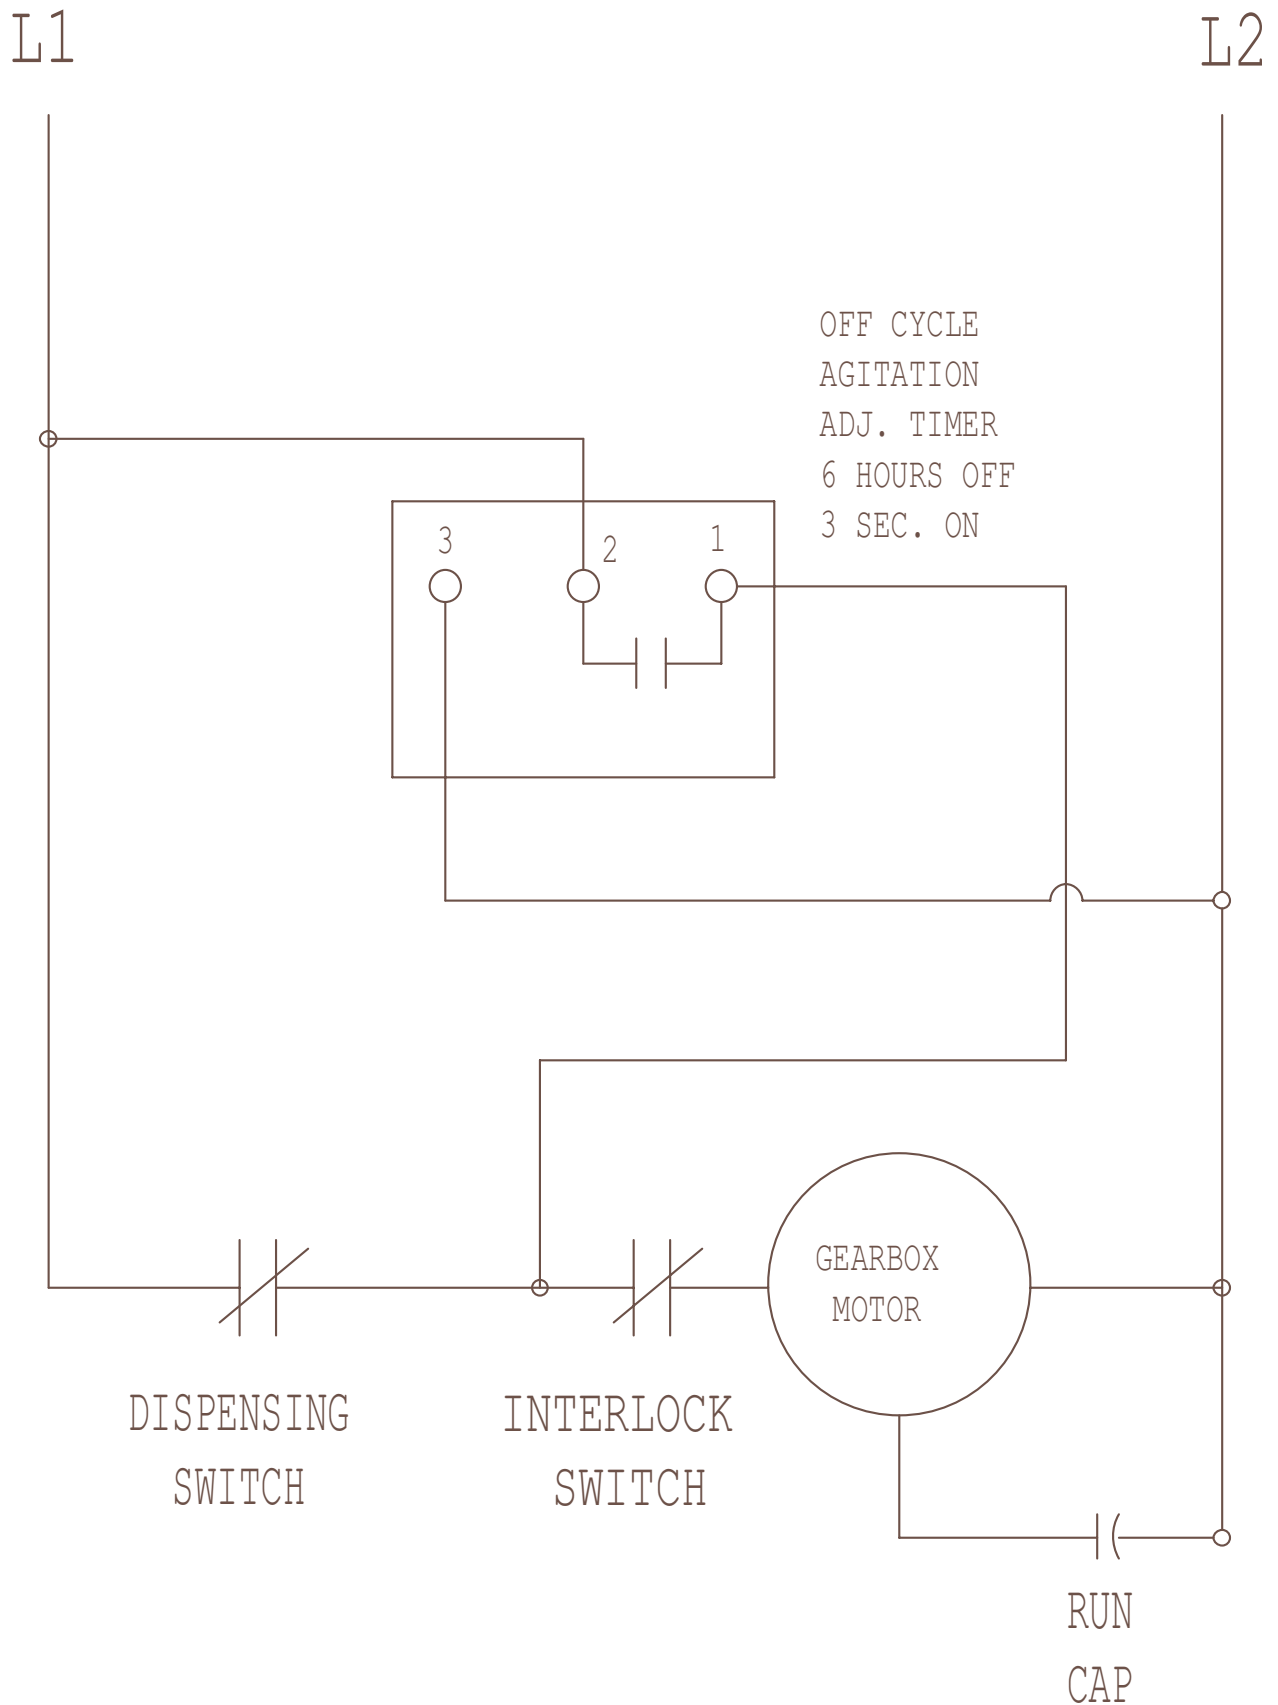 L1
L2
OFF CYCLE
AGITATION
ADJ. TIMER
6 HOURS OFF
3 SEC. ON
3
2
1
GEARBOX
MOTOR
DISPENSING
SWITCH
INTERLOCK
SWITCH
RUN
CAP